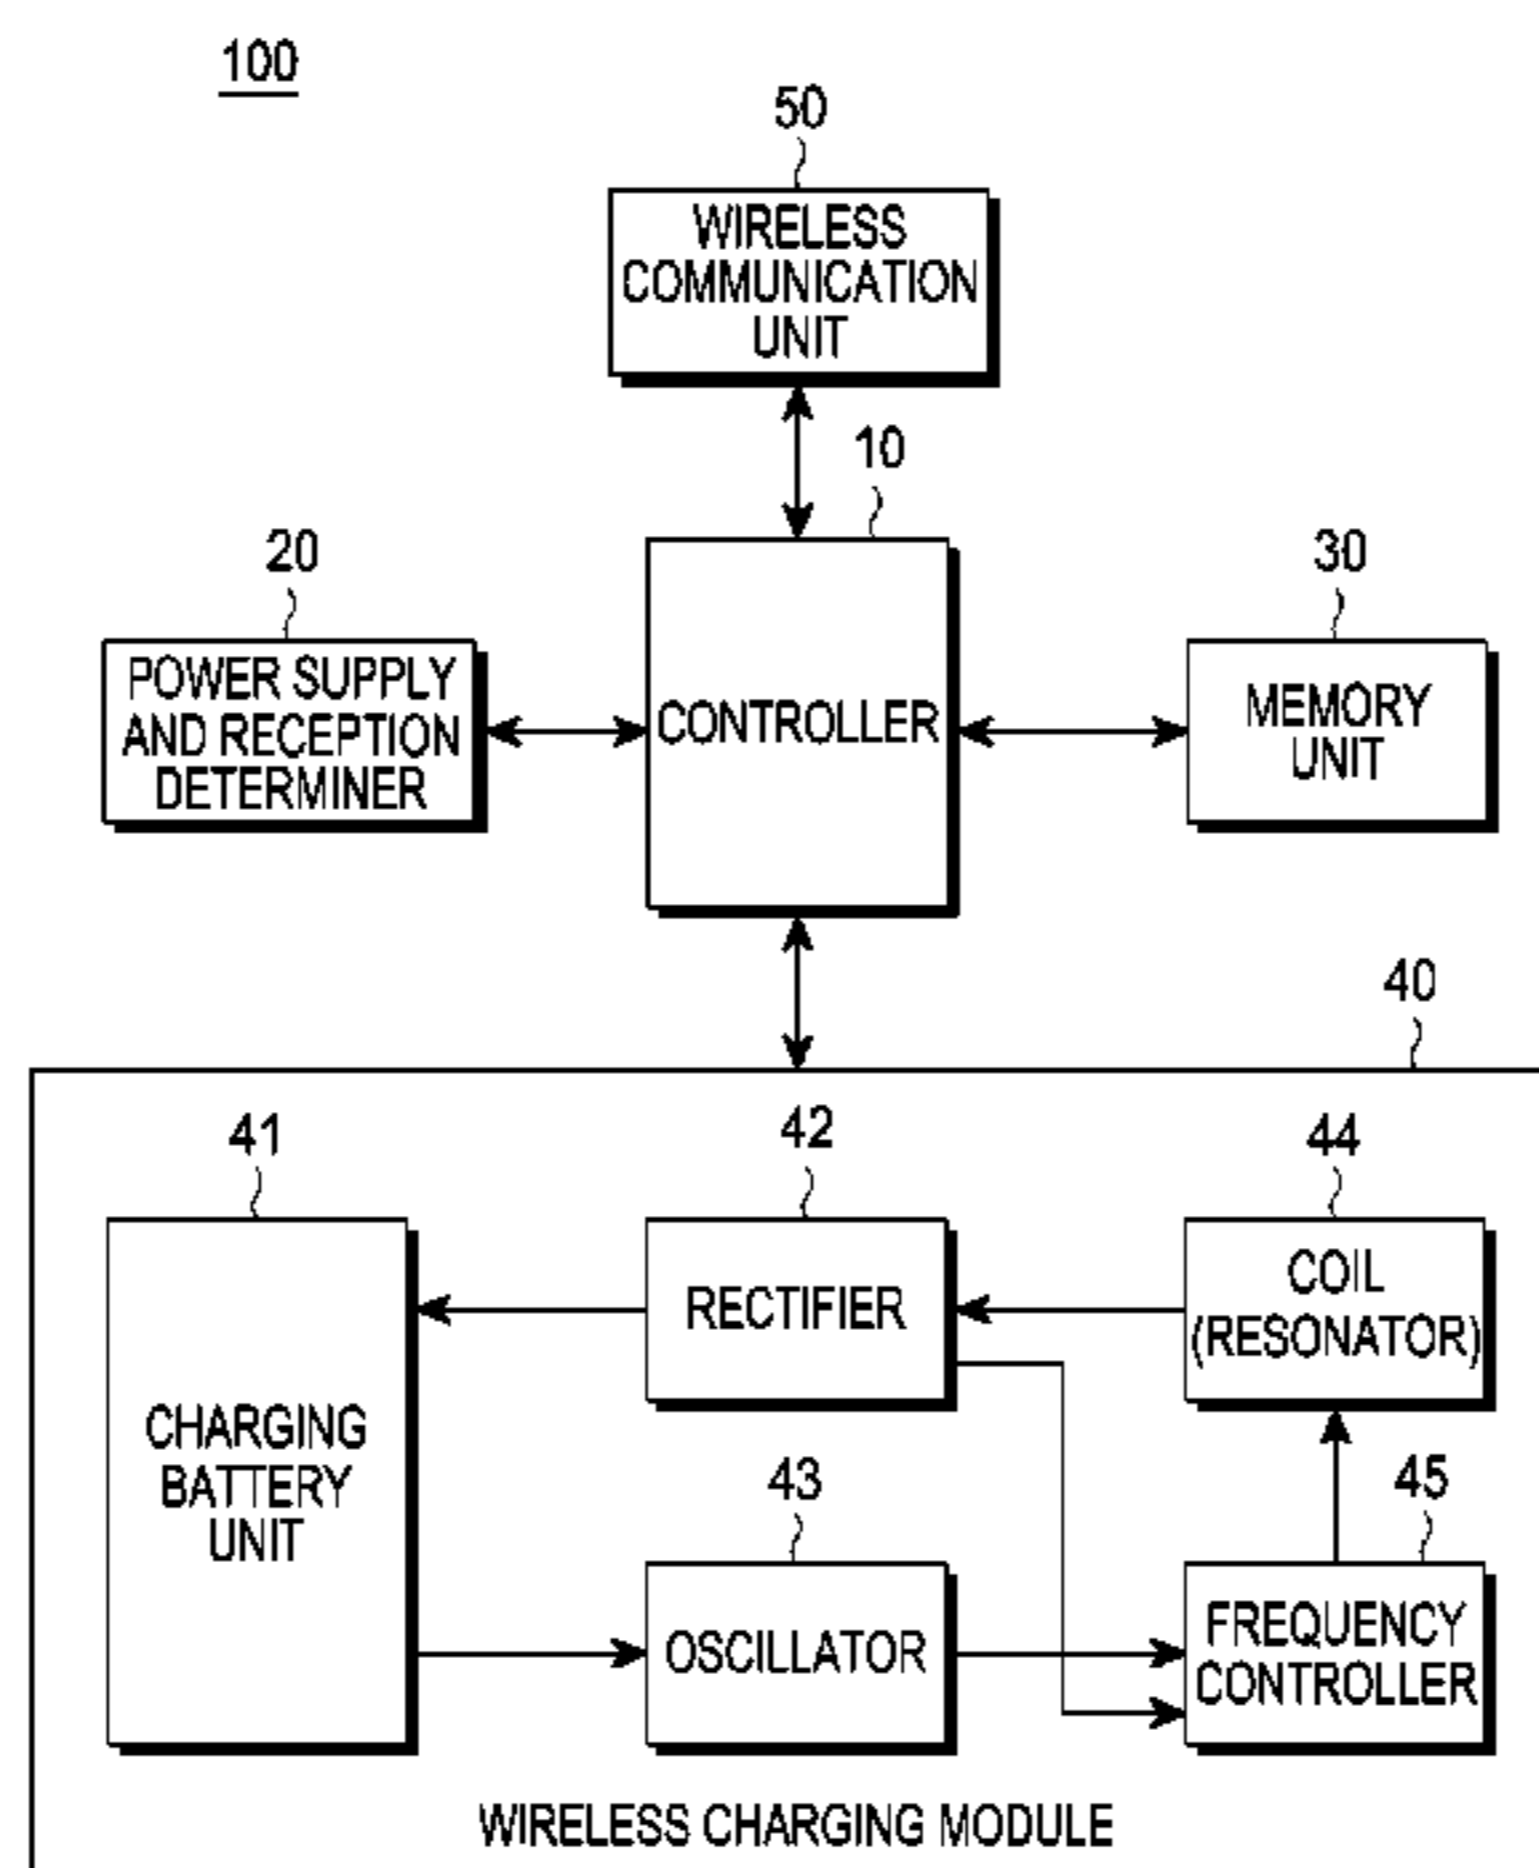 100
50
WIRELESS
COMMUNICATION
UNIT
10
20
30
POWER SUPPLY
AND RECEPTION
DETERMINER
CONTROLLER
MEMORY
UNIT
40
41
42
44
RECTIFIER
COIL
(RESONATOR)
CHARGING
BATTERY
UNIT
43
45
OSCILLATOR
FREQUENCY
CONTROLLER
WIRELESS CHARGING MODULE